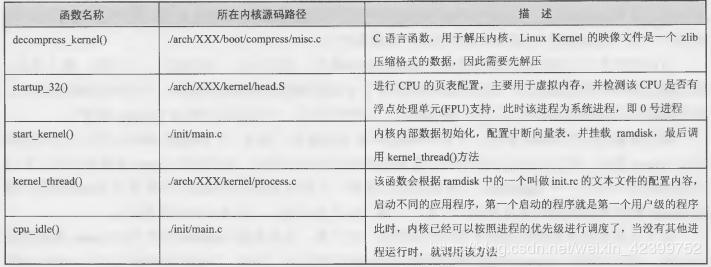 函数名称 所在内核源码路径 描 述
decompress_kernel() ./arch/XXX/boot/compress/misc.c C 语言函数，用于解压内核，Linux Kernel 的映像文件是一个 zlib
压缩格式的数据，因此需要先解压
startup_32() ./arch/XXX/kernel/head.S 进行 CPU 的页表配置，主要用于虚拟内存，并检测该 CPU 是否有
浮点处理单元(FPU)支持，此时该进程为系统进程，即 0 号进程
start_kernel() ./init/main.c 内核内部数据初始化，配置中断向量表，并挂载 ramdisk，最后调
用 kernel_thread()方法
kernel_thread() ./arch/XXX/kernel/process.c 该函数会根据 ramdisk 中的一个叫做 init.rc 的文本文件的配置内容，
启动不同的应用程序，第一个启动的程序就是第一个用户级的程序
cpu_idle() ./init/main.c 此时，内核已经可以按照进程的优先级进行调度了，当没有其他进
程运行时，就调用该方法
blog.csdn.net/weixin_42399752